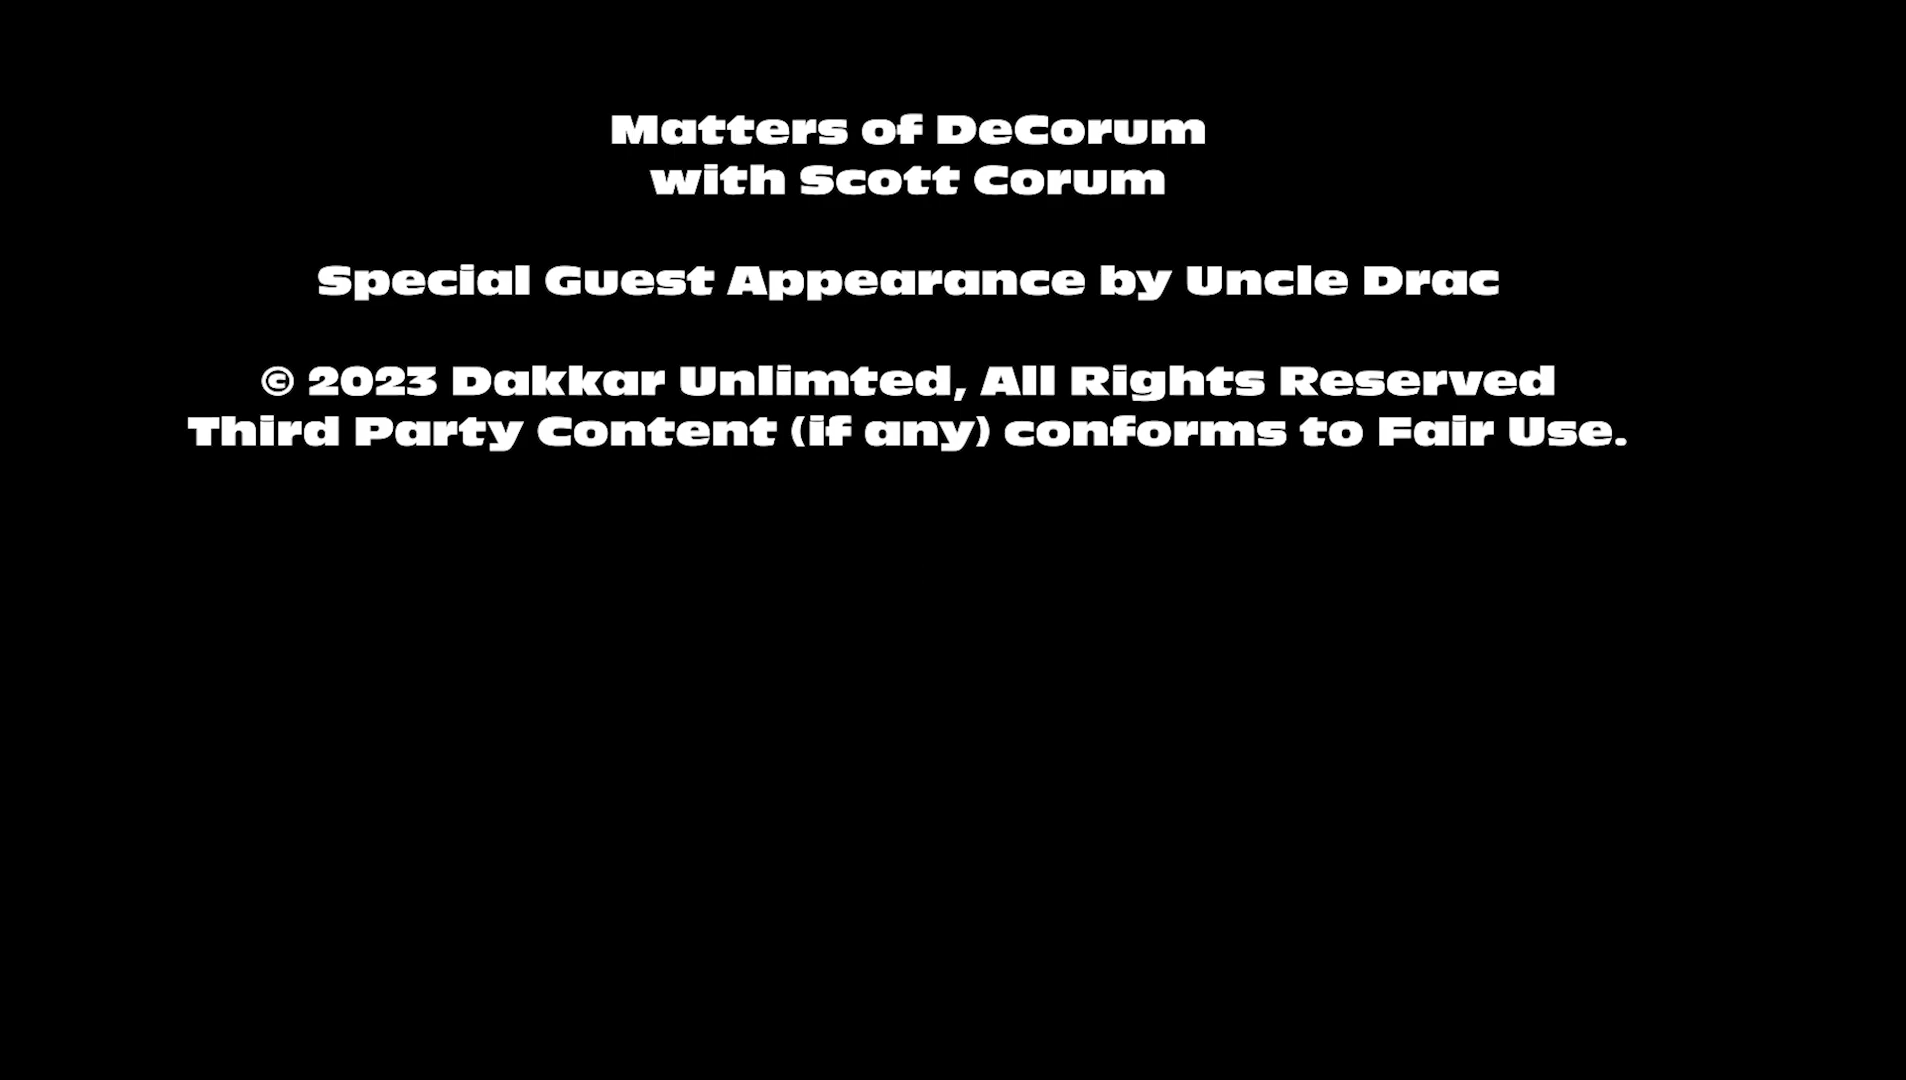 Matters of DeCorum
with Scott Corum
Special Guest Appearance by Uncle Drac
© 2023 Dakkar Unlimted, All Rights Reserved
Third Party Content (if any) conforms to Fair Use.